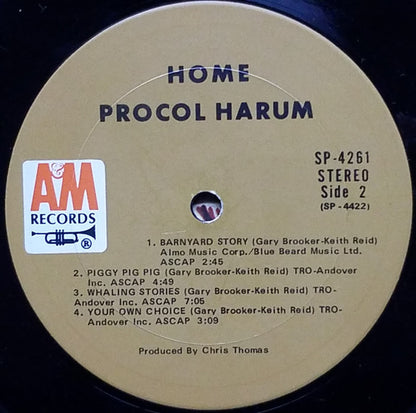 HOME
PROCOL HARUM
A&M
RECORDS
®
SP-4261
STEREO
Side 2
(SP-4422)
1. BARNYARD STORY (Gary Brooker-Keith Reid)
Almo Music Corp./Blue Beard Music Ltd.
ASCAP 2:45
2. PIGGY PIG PIG (Gary Brooker-Keith Reid) TRO-Andover
Inc. ASCAP 4:49
3. WHALING STORIES (Gary Brooker-Keith Reid) TRO-
Andover Inc. ASCAP 7:05
4. YOUR OWN CHOICE (Gary Brooker-Keith Reid) TRO-
Andover Inc. ASCAP 3:09
Produced by Chris Thomas